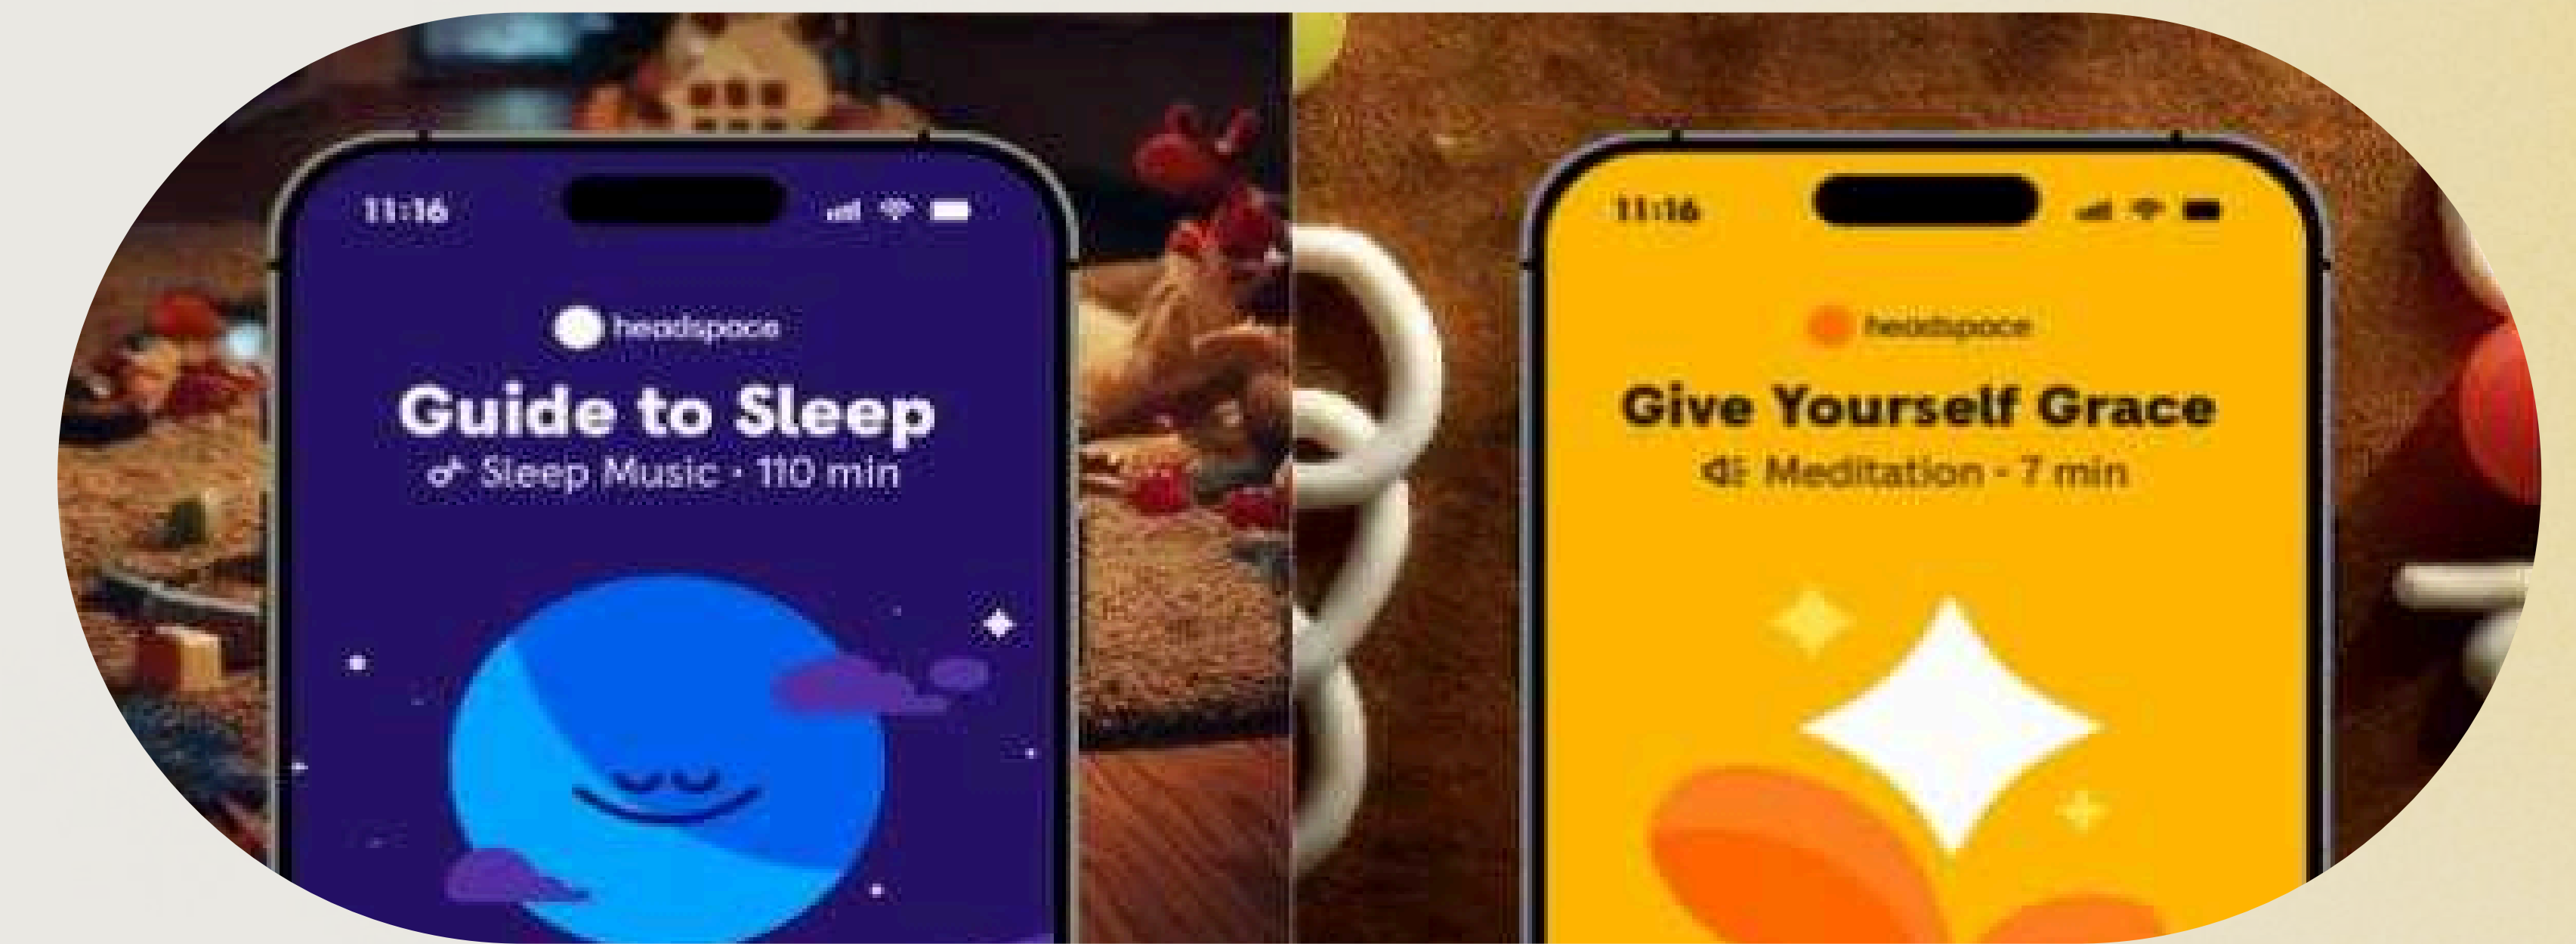 11:16
headspace
Guide to Sleep
Sleep Music · 110 min
11:16
headspace
Give Yourself Grace
Meditation · 7 min